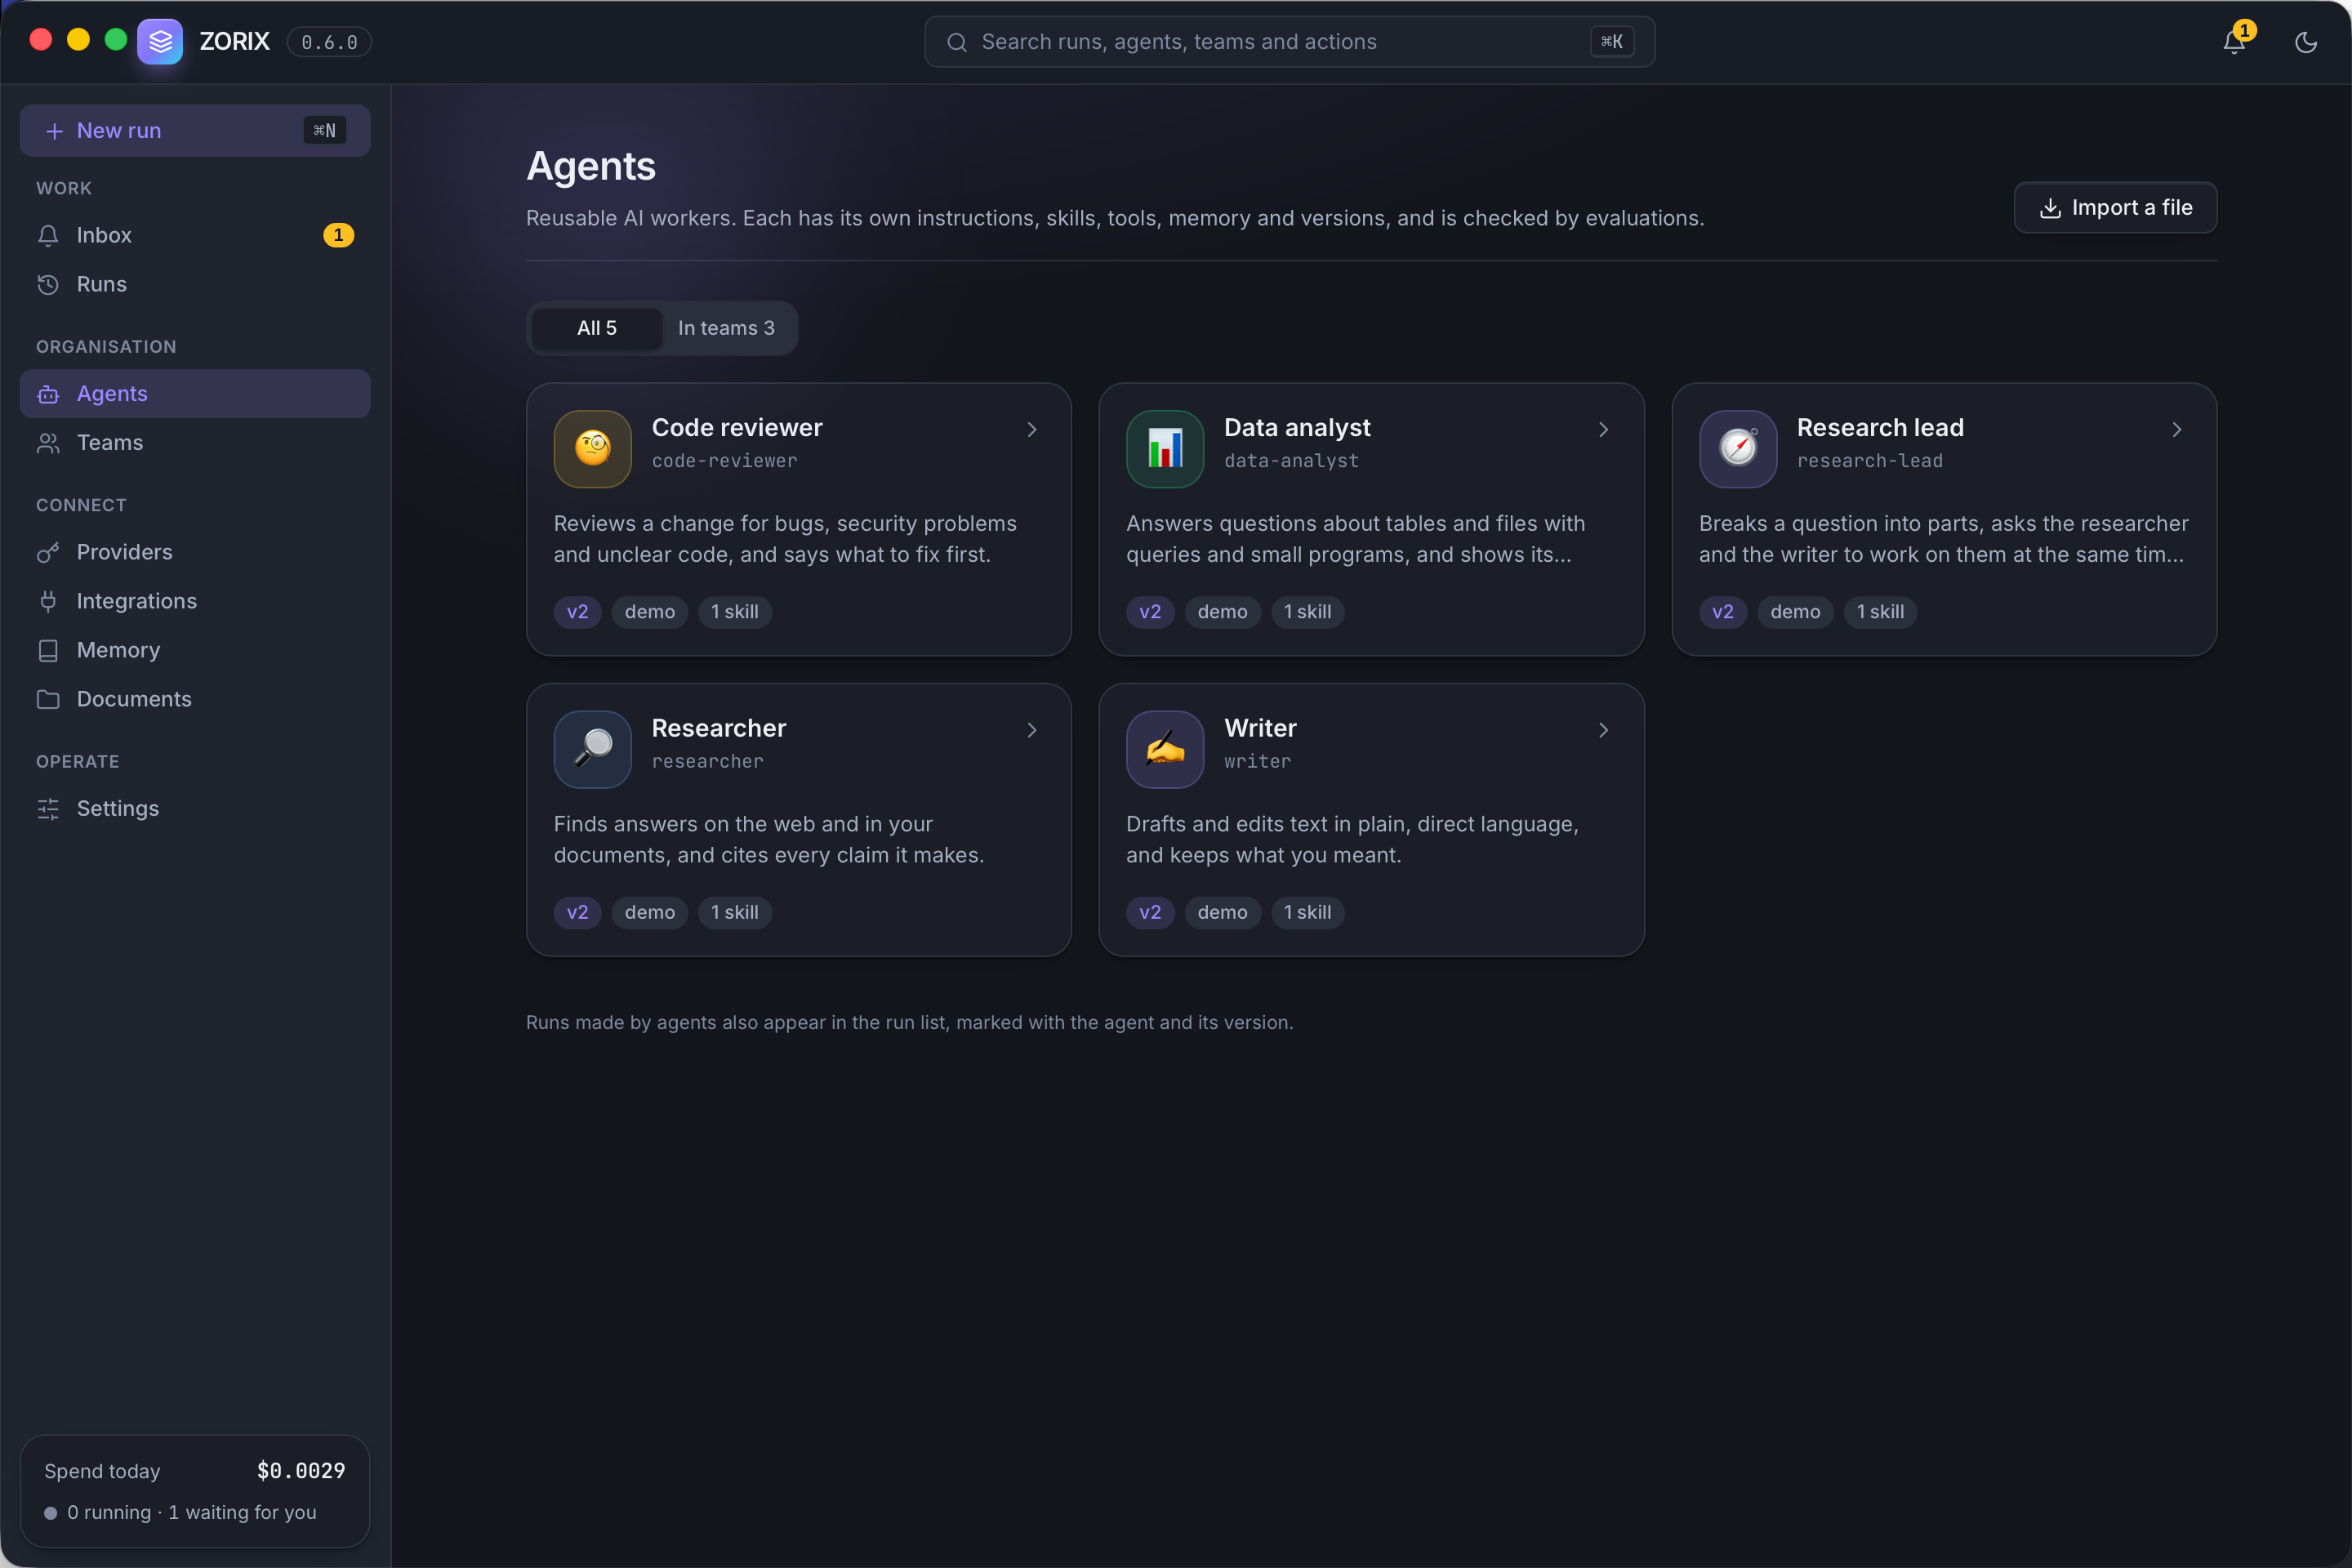 ZORIX 0.6.0
Search runs, agents, teams and actions ⌘K
1
New run ⌘N
WORK
Inbox 1
Runs
ORGANISATION
Agents
Teams
CONNECT
Providers
Integrations
Memory
Documents
OPERATE
Settings
Spend today $0.0029
0 running · 1 waiting for you
Agents
Reusable AI workers. Each has its own instructions, skills, tools, memory and versions, and is checked by evaluations.
Import a file
All 5 In teams 3
Code reviewer
code-reviewer
Reviews a change for bugs, security problems
and unclear code, and says what to fix first.
v2 demo 1 skill
Data analyst
data-analyst
Answers questions about tables and files with
queries and small programs, and shows its...
v2 demo 1 skill
Research lead
research-lead
Breaks a question into parts, asks the researcher
and the writer to work on them at the same tim...
v2 demo 1 skill
Researcher
researcher
Finds answers on the web and in your
documents, and cites every claim it makes.
v2 demo 1 skill
Writer
writer
Drafts and edits text in plain, direct language,
and keeps what you meant.
v2 demo 1 skill
Runs made by agents also appear in the run list, marked with the agent and its version.